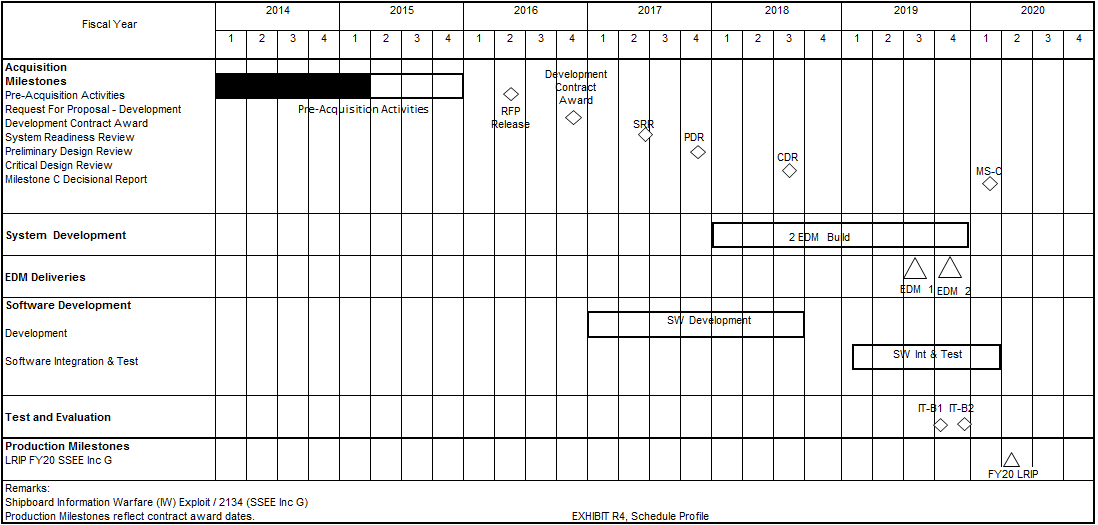 Fiscal Year
2014 2015 2016 2017 2018 2019 2020
1 2 3 4 1 2 3 4 1 2 3 4 1 2 3 4 1 2 3 4 1 2 3 4 1 2 3 4
Acquisition
Milestones
Pre-Acquisition Activities
Request For Proposal - Development
Development Contract Award
System Readiness Review
Preliminary Design Review
Critical Design Review
Milestone C Decisional Report
Pre-Acquisition Activities
RFP
Release
Development
Contract
Award
SRR
PDR
CDR
MS-C
System Development
2 EDM Build
EDM Deliveries
EDM 1
EDM 2
Software Development
Development
SW Development
Software Integration & Test
SW Int & Test
Test and Evaluation
IT-B1 IT-B2
Production Milestones
LRIP FY20 SSEE Inc G
FY20 LRIP
Remarks:
Shipboard Information Warfare (IW) Exploit / 2134 (SSEE Inc G)
Production Milestones reflect contract award dates.
EXHIBIT R4, Schedule Profile